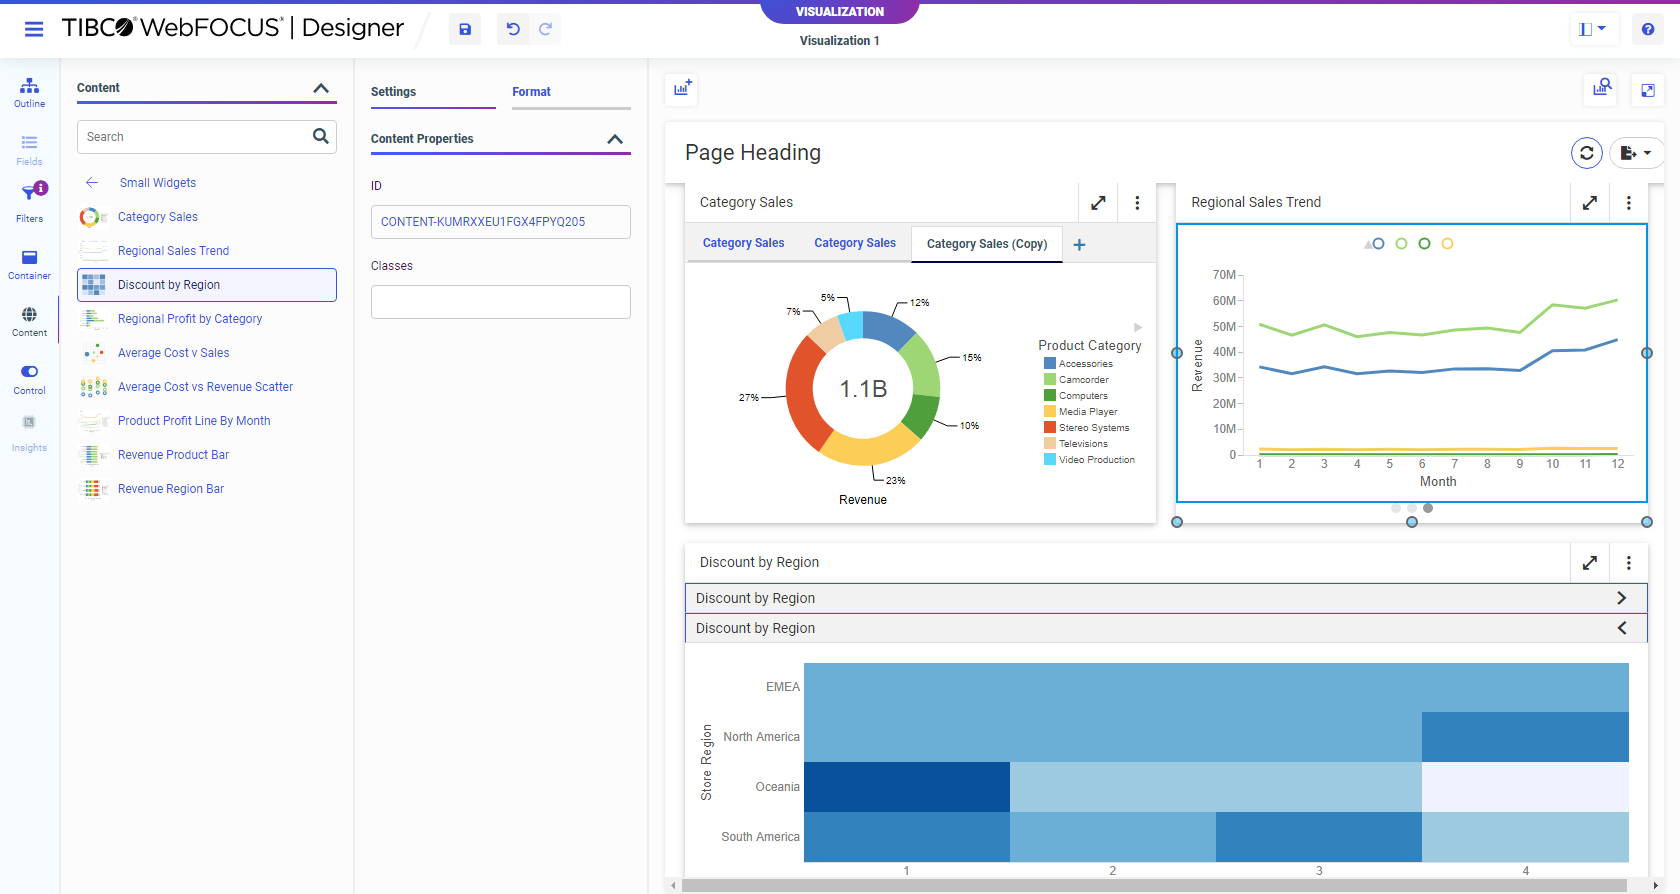 VISUALIZATION
TIBCO® WebFOCUS® | Designer
Visualization 1
Outline
Fields
Filters
Container
Content
Control
Insights
Content
Search
Small Widgets
Category Sales
Regional Sales Trend
Discount by Region
Regional Profit by Category
Average Cost v Sales
Average Cost vs Revenue Scatter
Product Profit Line By Month
Revenue Product Bar
Revenue Region Bar
Settings
Format
Content Properties
ID
CONTENT-KUMRXXEU1FGX4FPYQ205
Classes
Page Heading
Category Sales
Category Sales
Category Sales
Category Sales (Copy)
5%
12%
7%
15%
27%
1.1B
10%
23%
Revenue
Product Category
Accessories
Camcorder
Computers
Media Player
Stereo Systems
Televisions
Video Production
Regional Sales Trend
70M
60M
50M
40M
30M
20M
10M
0
Revenue
1 2 3 4 5 6 7 8 9 10 11 12
Month
Discount by Region
Discount by Region
Discount by Region
Store Region
EMEA
North America
Oceania
South America
1 2 3 4